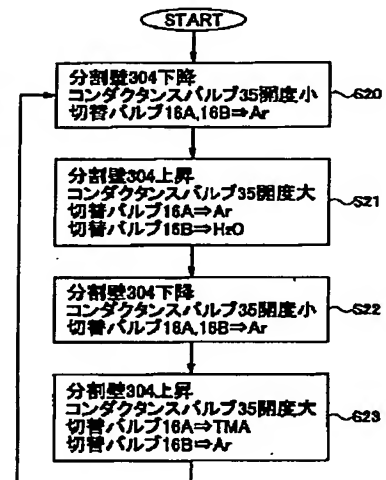 START
分割壁304下降
コンダクタンスバルブ35開度小
切替バルブ16A,16B⇒Ar
S20
分割壁304上昇
コンダクタンスバルブ35開度大
切替バルブ16A⇒Ar
切替バルブ16B⇒H₂O
S21
分割壁304下降
コンダクタンスバルブ35開度小
切替バルブ16A,16B⇒Ar
S22
分割壁304上昇
コンダクタンスバルブ35開度大
切替バルブ16A⇒TMA
切替バルブ16B⇒Ar
S23